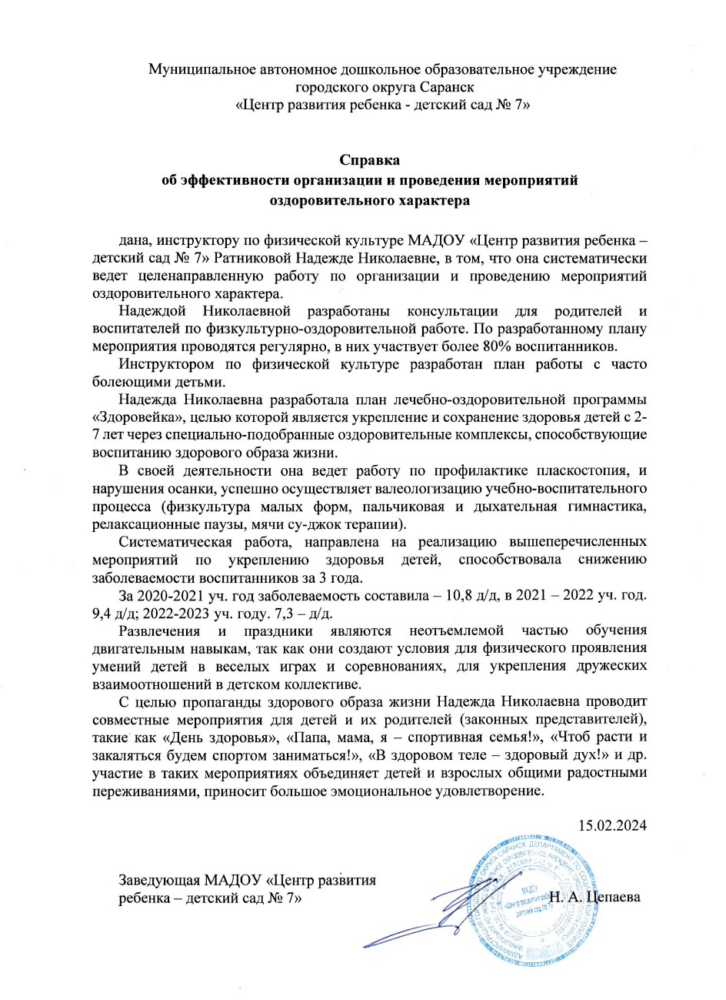 Муниципальное автономное дошкольное образовательное учреждение
городского округа Саранск
«Центр развития ребенка - детский сад № 7»
Справка
об эффективности организации и проведения мероприятий
оздоровительного характера
дана, инструктору по физической культуре МАДОУ «Центр развития ребенка –
детский сад № 7» Ратниковой Надежде Николаевне, в том, что она систематически
ведет целенаправленную работу по организации и проведению мероприятий
оздоровительного характера.
Надеждой Николаевной разработаны консультации для родителей и
воспитателей по физкультурно-оздоровительной работе. По разработанному плану
мероприятия проводятся регулярно, в них участвует более 80% воспитанников.
Инструктором по физической культуре разработан план работы с часто
болеющими детьми.
Надежда Николаевна разработала план лечебно-оздоровительной программы
«Здоровейка», целью которой является укрепление и сохранение здоровья детей с 2-
7 лет через специально-подобранные оздоровительные комплексы, способствующие
воспитанию здорового образа жизни.
В своей деятельности она ведет работу по профилактике пласкостопия, и
нарушения осанки, успешно осуществляет валеологизацию учебно-воспитательного
процесса (физкультура малых форм, пальчиковая и дыхательная гимнастика,
релаксационные паузы, мячи су-джок терапии).
Систематическая работа, направлена на реализацию вышеперечисленных
мероприятий по укреплению здоровья детей, способствовала снижению
заболеваемости воспитанников за 3 года.
За 2020-2021 уч. год заболеваемость составила – 10,8 д/д, в 2021 – 2022 уч. год.
9,4 д/д; 2022-2023 уч. году. 7,3 – д/д.
Развлечения и праздники являются неотъемлемой частью обучения
двигательным навыкам, так как они создают условия для физического проявления
умений детей в веселых играх и соревнованиях, для укрепления дружеских
взаимоотношений в детском коллективе.
С целью пропаганды здорового образа жизни Надежда Николаевна проводит
совместные мероприятия для детей и их родителей (законных представителей),
такие как «День здоровья», «Папа, мама, я – спортивная семья!», «Чтоб расти и
закаляться будем спортом заниматься!», «В здоровом теле – здоровый дух!» и др.
участие в таких мероприятиях объединяет детей и взрослых общими радостными
переживаниями, приносит большое эмоциональное удовлетворение.
15.02.2024
Заведующая МАДОУ «Центр развития
ребенка – детский сад № 7»
Н. А. Цепаева
МАДОУ
«Центр развития
детский сад № 7»